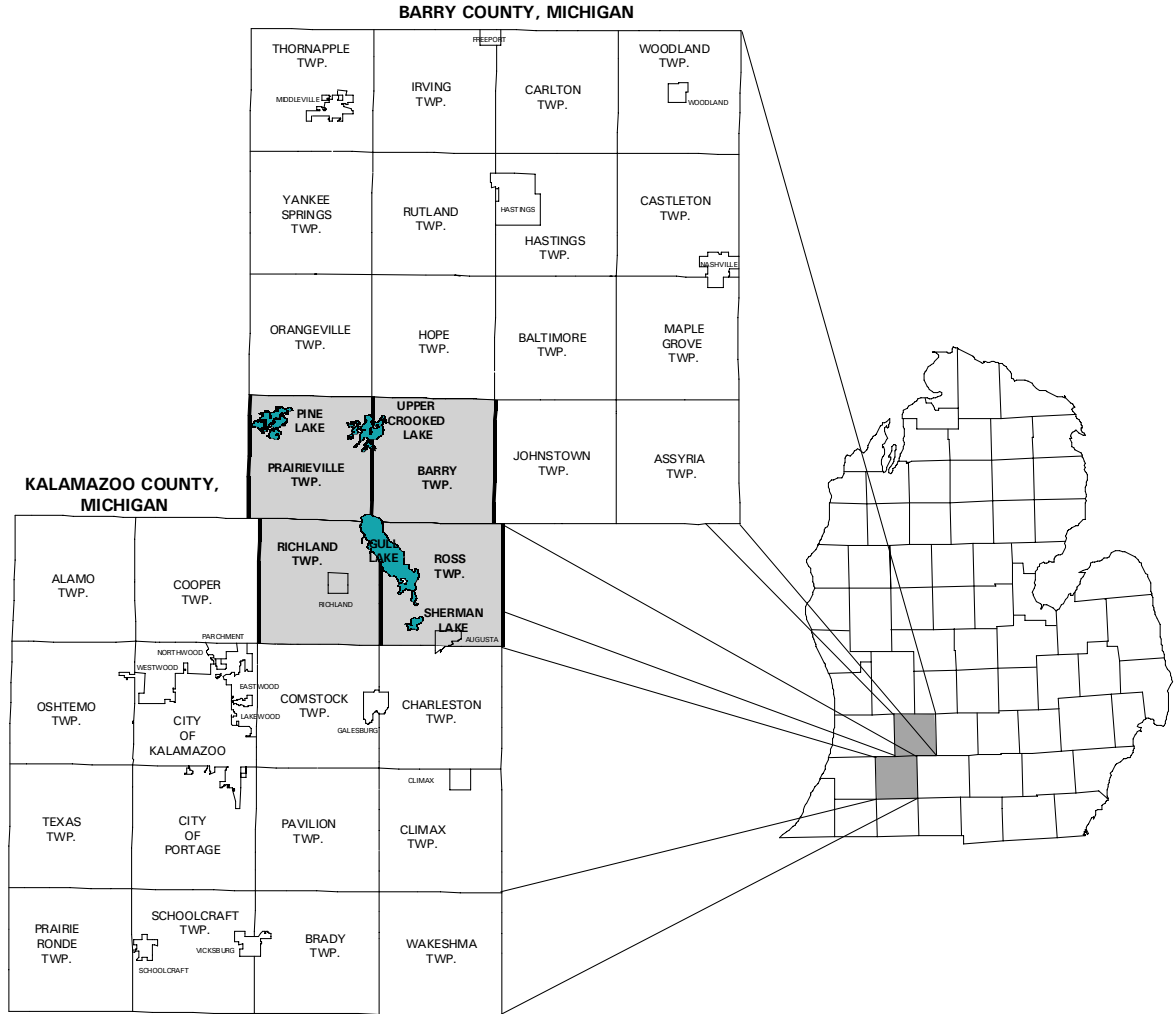 BARRY COUNTY, MICHIGAN
FREEPORT
THORNAPPLE
TWP.
MIDDLEVILLE
IRVING
TWP.
CARLTON
TWP.
WOODLAND
TWP.
WOODLAND
YANKEE
SPRINGS
TWP.
RUTLAND
TWP.
HASTINGS
HASTINGS
TWP.
CASTLETON
TWP.
NASHVILLE
ORANGEVILLE
TWP.
HOPE
TWP.
BALTIMORE
TWP.
MAPLE
GROVE
TWP.
PINE
LAKE
UPPER
CROOKED
LAKE
PRAIRIEVILLE
TWP.
BARRY
TWP.
JOHNSTOWN
TWP.
ASSYRIA
TWP.
KALAMAZOO COUNTY,
MICHIGAN
ALAMO
TWP.
COOPER
TWP.
RICHLAND
TWP.
RICHLAND
GULL
LAKE
ROSS
TWP.
SHERMAN
LAKE
AUGUSTA
PARCHMENT
NORTHWOOD
WESTWOOD
EASTWOOD
LAKEWOOD
OSHTEMO
TWP.
CITY
OF
KALAMAZOO
COMSTOCK
TWP.
GALESBURG
CHARLESTON
TWP.
TEXAS
TWP.
CITY
OF
PORTAGE
PAVILION
TWP.
CLIMAX
CLIMAX
TWP.
PRAIRIE
RONDE
TWP.
SCHOOLCRAFT
TWP.
VICKSBURG
SCHOOLCRAFT
BRADY
TWP.
WAKESHMA
TWP.